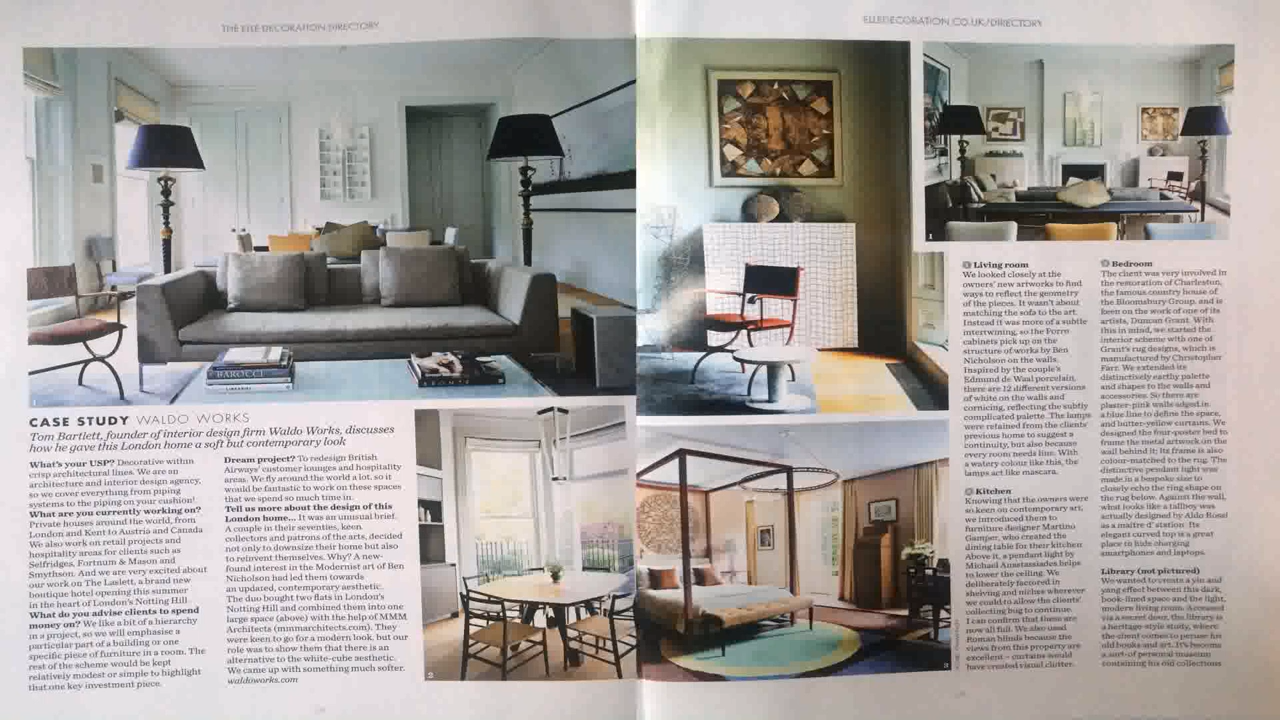 THE ELLE DECORATION DIRECTORY
ELLEDECORATION.CO.UK/DIRECTORY
BAROCCI
CASE STUDY WALDO WORKS
Tom Bartlett, founder of interior design firm Waldo Works, discusses
how he gave this London home a soft but contemporary look
What's your USP? Decorative within
crisp architectural lines. We are an
architecture and interior design agency,
so we cover everything from piping
systems to the piping on your cushion!
What are you currently working on?
Private houses around the world, from
London and Kent to Austria and Canada
We also work on retail projects and
hospitality areas for clients such as
Selfridges, Fortnum & Mason and
Smythson. And we are very excited about
our work on The Laslett, a brand new
boutique hotel opening this summer
in the heart of London's Notting Hill
What do you advise clients to spend
money on? We like a bit of a hierarchy
in a project, so we will emphasise a
particular part of a building or one
specific piece of furniture in a room. The
rest of the scheme would be kept
relatively modest or simple to highlight
that one key investment piece.
Dream project? To redesign British
Airways' customer lounges and hospitality
areas. We fly around the world a lot, so it
would be fantastic to work on these spaces
that we spend so much time in.
Tell us more about the design of this
London home... It was an unusual brief.
A couple in their seventies, keen
collectors and patrons of the arts, decided
not only to downsize their home but also
to reinvent themselves. Why? A new-
found interest in the Modernist art of Ben
Nicholson had led them towards
an updated, contemporary aesthetic.
The duo bought two flats in London's
Notting Hill and combined them into one
large space (above) with the help of MMM
Architects (mmmarchitects.com). They
were keen to go for a modern look, but our
role was to show them that there is an
alternative to the white-cube aesthetic.
We came up with something much softer.
waldoworks.com
1
2
3
1
Living room
We looked closely at the
owners' new artworks to find
ways to reflect the geometry
of the pieces. It wasn't about
matching the sofa to the art.
Instead it was more of a subtle
intertwining, so the Forre
cabinets pick up on the
structure of works by Ben
Nicholson on the walls.
Inspired by the couple's
Edmund de Waal porcelain,
there are 12 different versions
of white on the walls and
cornicing, reflecting the subtly
complicated palette. The lamps
were retained from the clients'
previous home to suggest a
continuity, but also because
every room needs line. With
a watery colour like this, the
lamps act like mascara.
Kitchen
Knowing that the owners were
so keen on contemporary art,
we introduced them to
furniture designer Martino
Gamper, who created the
dining table for their kitchen
Above it, a pendant light by
Michael Anastassiades helps
to lower the ceiling. We
deliberately factored in
shelving and niches wherever
we could to allow the clients'
collecting bug to continue.
I can confirm that these are
now all full. We also used
Roman blinds because the
views from this property are
excellent – curtains would
have created visual clutter.
Bedroom
The client was very involved in
the restoration of Charleston,
the famous country house of
the Bloomsbury Group, and is
keen on the work of one of its
artists, Duncan Grant. With
this in mind, we started the
interior scheme with one of
Grant's rug designs, which is
manufactured by Christopher
Farr. We extended its
distinctively earthy palette
and shapes to the walls and
accessories. So there are
plaster-pink walls edged in
a blue line to define the space,
and butter-yellow curtains. We
designed the four-poster bed to
frame the metal artwork on the
wall behind it; its frame is also
colour-matched to the rug. The
distinctive pendant light was
made in a bespoke size to
closely echo the ring shape on
the rug below. Against the wall,
what looks like a tallboy was
actually designed by Aldo Rossi
as a maitre d' station. Its
elegant curved top is a great
place to hide charging
smartphones and laptops.
Library (not pictured)
We wanted to create a yin and
yang effect between this dark,
book-lined space and the light,
modern living room. Accessed
via a secret door, the library is
a heritage-style study, where
the client comes to peruse his
old books and art. It's become
a sort of personal museum
containing his old collections